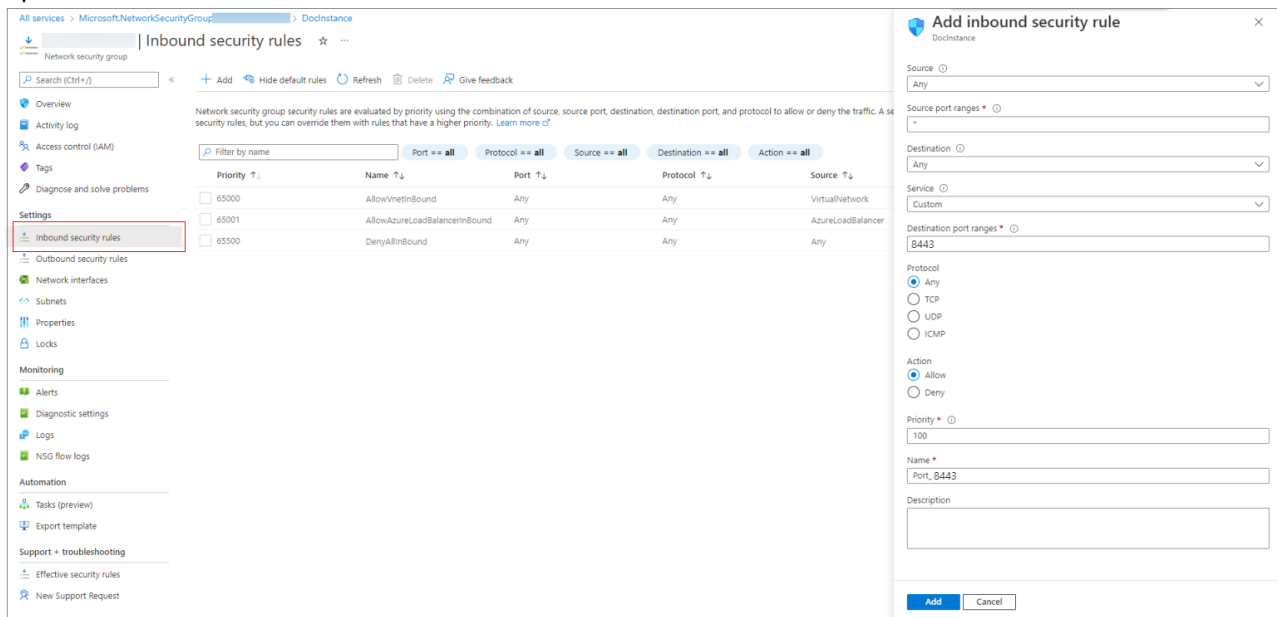 All services > Microsoft.NetworkSecurityGroup > DocInstance
| Inbound security rules ☆ ···
Network security group
Search (Ctrl+/) «
Overview
Activity log
Access control (IAM)
Tags
Diagnose and solve problems
Settings
Inbound security rules
Outbound security rules
Network interfaces
Subnets
Properties
Locks
Monitoring
Alerts
Diagnostic settings
Logs
NSG flow logs
Automation
Tasks (preview)
Export template
Support + troubleshooting
Effective security rules
New Support Request
+ Add Hide default rules Refresh Delete Give feedback
Network security group security rules are evaluated by priority using the combination of source, source port, destination, destination port, and protocol to allow or deny the traffic. A se
security rules, but you can override them with rules that have a higher priority. Learn more
Filter by name Port == all Protocol == all Source == all Destination == all Action == all
Priority ↑↓ Name ↑↓ Port ↑↓ Protocol ↑↓ Source ↑↓
65000 AllowVnetInBound Any Any VirtualNetwork
65001 AllowAzureLoadBalancerInBound Any Any AzureLoadBalancer
65500 DenyAllInBound Any Any Any
Add inbound security rule ×
DocInstance
Source
Any
Source port ranges *
*
Destination
Any
Service
Custom
Destination port ranges *
8443
Protocol
Any
TCP
UDP
ICMP
Action
Allow
Deny
Priority *
100
Name *
Port_8443
Description
Add Cancel